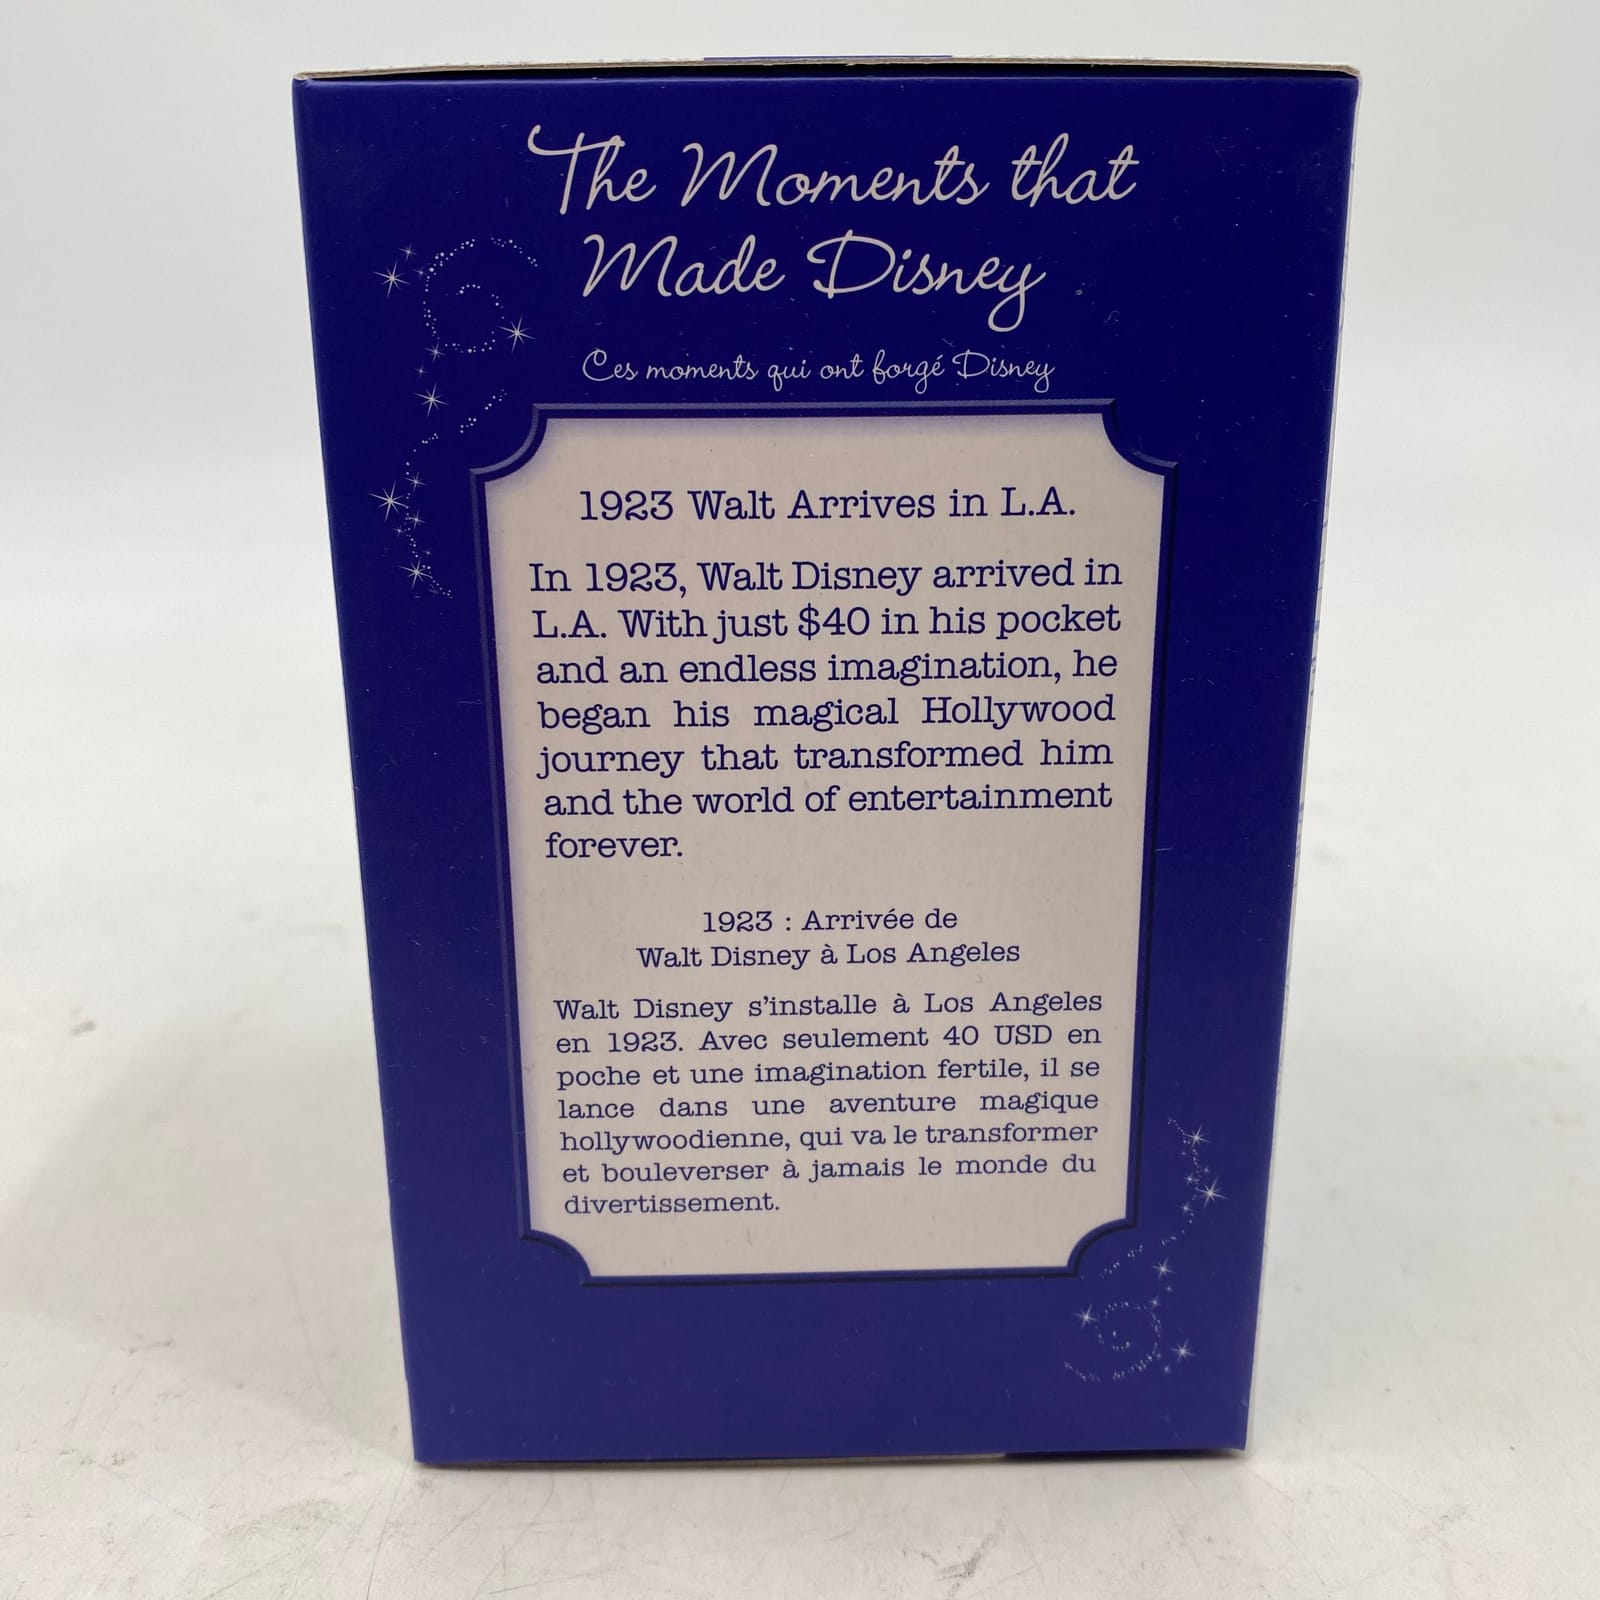 The Moments that
Made Disney
Ces moments qui ont forgé Disney
1923 Walt Arrives in L.A.
In 1923, Walt Disney arrived in
L.A. With just $40 in his pocket
and an endless imagination, he
began his magical Hollywood
journey that transformed him
and the world of entertainment
forever.
1923 : Arrivée de
Walt Disney à Los Angeles
Walt Disney s’installe à Los Angeles
en 1923. Avec seulement 40 USD en
poche et une imagination fertile, il se
lance dans une aventure magique
hollywoodienne, qui va le transformer
et bouleverser à jamais le monde du
divertissement.